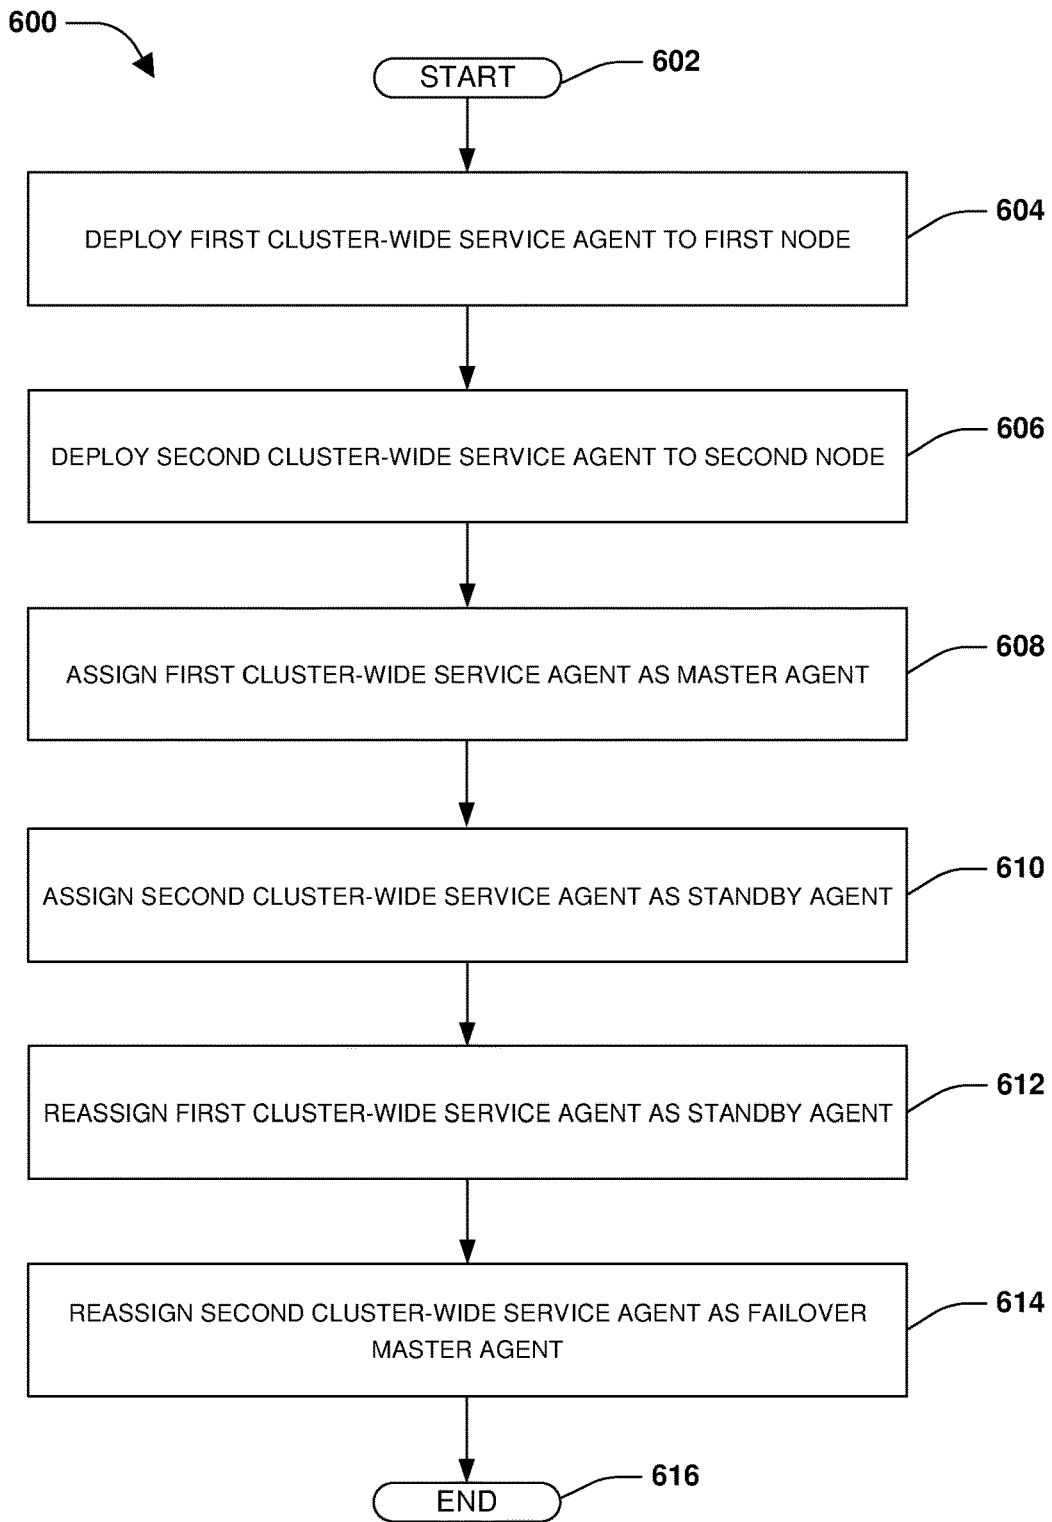 600
START
602
DEPLOY FIRST CLUSTER-WIDE SERVICE AGENT TO FIRST NODE
604
DEPLOY SECOND CLUSTER-WIDE SERVICE AGENT TO SECOND NODE
606
ASSIGN FIRST CLUSTER-WIDE SERVICE AGENT AS MASTER AGENT
608
ASSIGN SECOND CLUSTER-WIDE SERVICE AGENT AS STANDBY AGENT
610
REASSIGN FIRST CLUSTER-WIDE SERVICE AGENT AS STANDBY AGENT
612
REASSIGN SECOND CLUSTER-WIDE SERVICE AGENT AS FAILOVER
MASTER AGENT
614
END
616